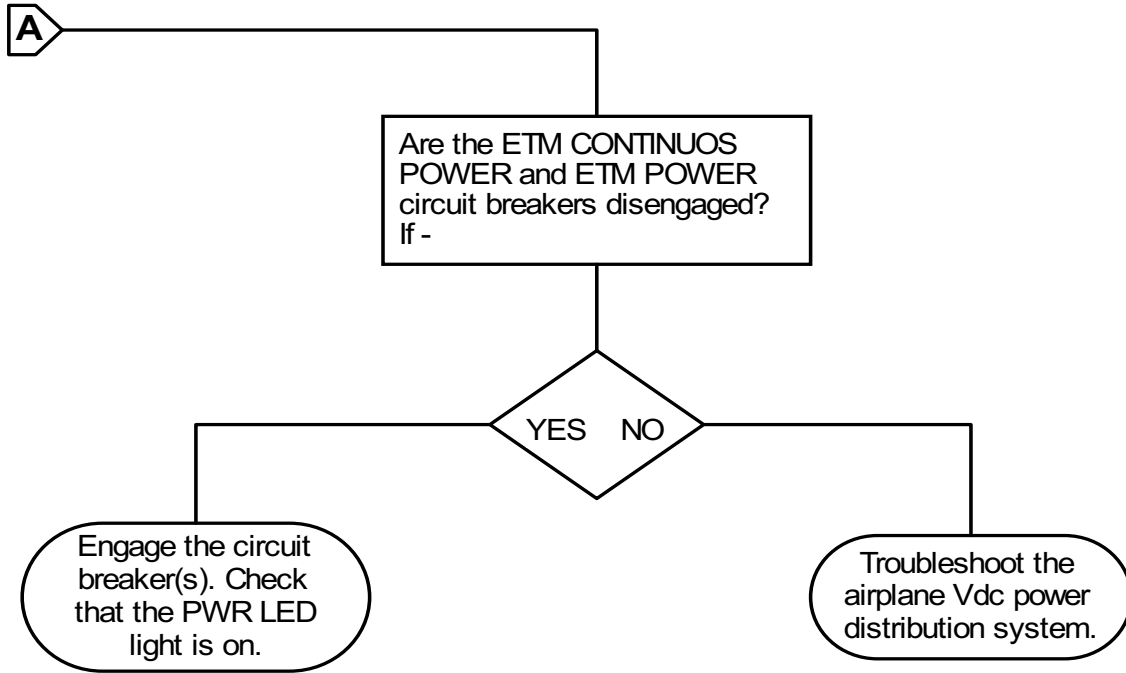 A
Are the ETM CONTINUOS
POWER and ETM POWER
circuit breakers disengaged?
If -
YES NO
Engage the circuit
breaker(s). Check
that the PWR LED
light is on.
Troubleshoot the
airplane Vdc power
distribution system.